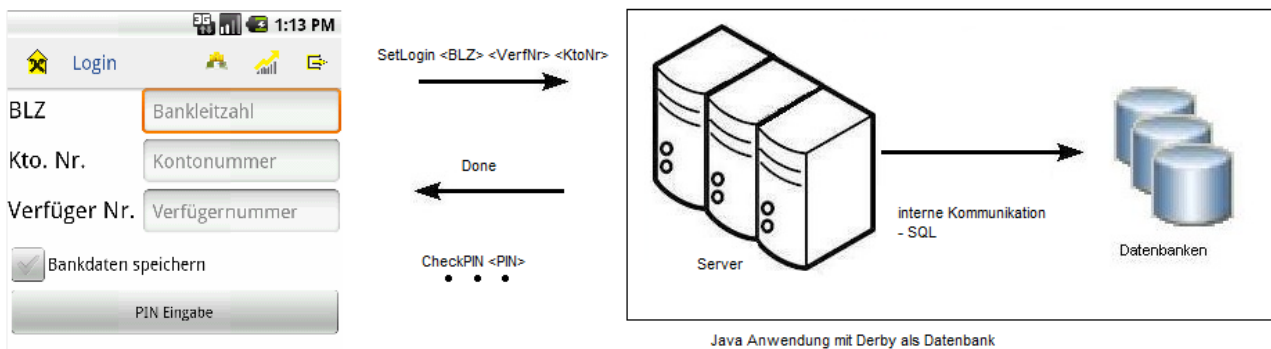 3G 1:13 PM
Login
BLZ
Bankleitzahl
Kto. Nr.
Kontonummer
Verfüger Nr.
Verfügernummer
Bankdaten speichern
PIN Eingabe
SetLogin <BLZ> <VerfNr> <KtoNr>
Done
CheckPIN <PIN>
Server
interne Kommunikation
- SQL
Datenbanken
Java Anwendung mit Derby als Datenbank